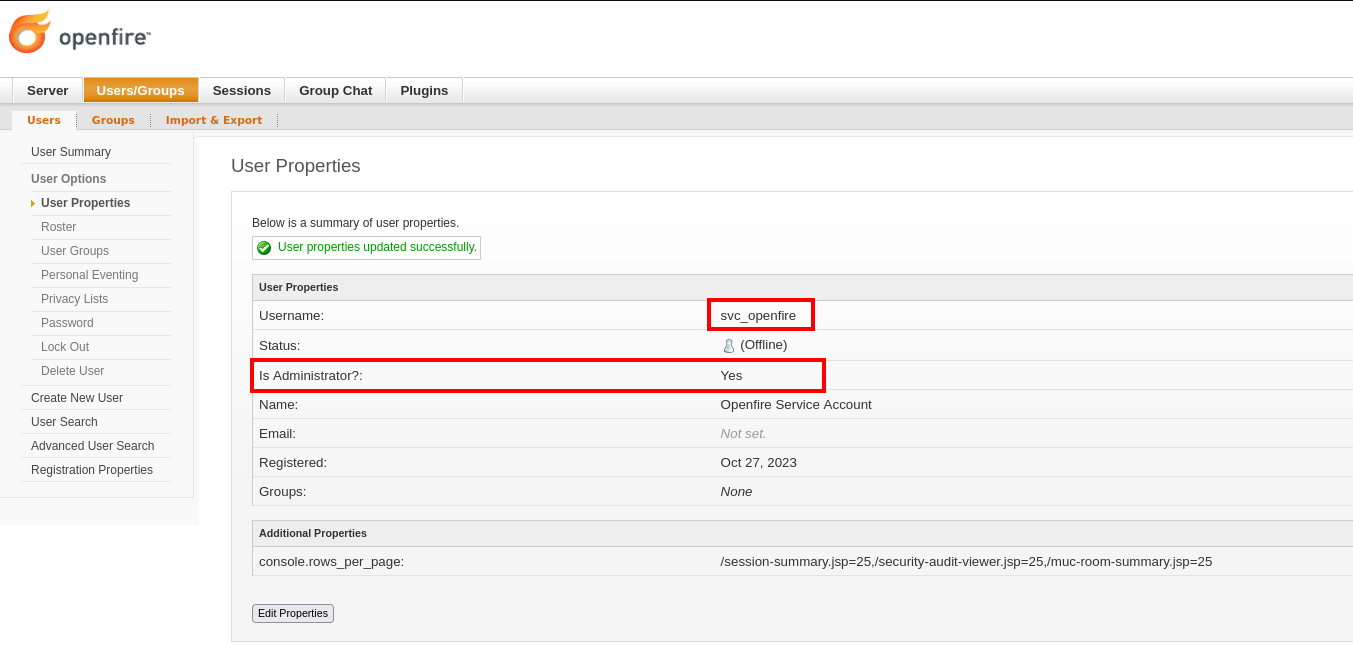 openfire™
Server Users/Groups Sessions Group Chat Plugins
Users Groups Import & Export
User Summary
User Options
User Properties
Roster
User Groups
Personal Eventing
Privacy Lists
Password
Lock Out
Delete User
Create New User
User Search
Advanced User Search
Registration Properties
User Properties
Below is a summary of user properties.
User properties updated successfully.
User Properties
Username: svc_openfire
Status: (Offline)
Is Administrator?: Yes
Name: Openfire Service Account
Email: Not set.
Registered: Oct 27, 2023
Groups: None
Additional Properties
console.rows_per_page: /session-summary.jsp=25,/security-audit-viewer.jsp=25,/muc-room-summary.jsp=25
Edit Properties